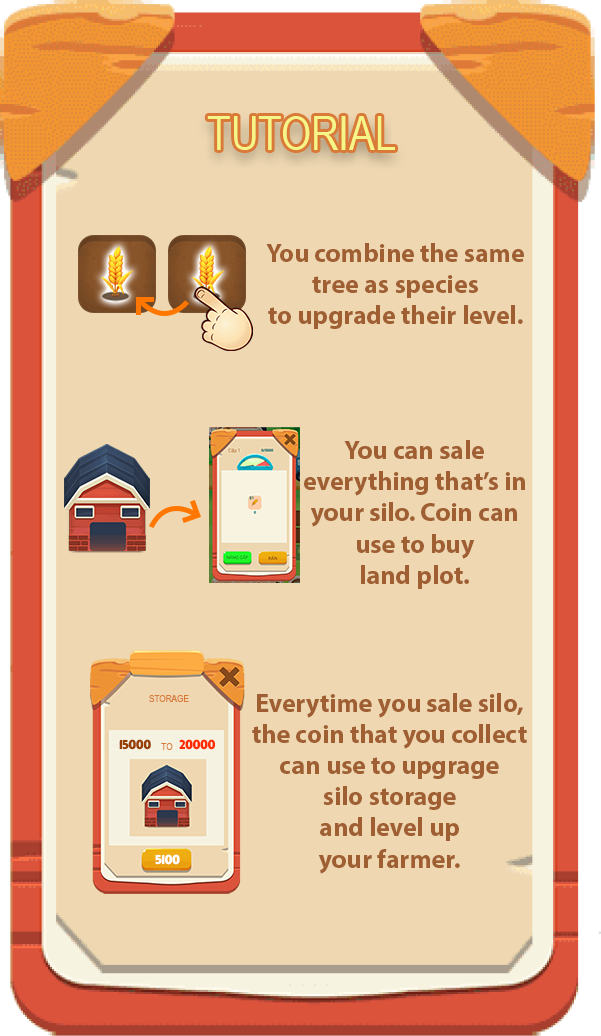 TUTORIAL
You combine the same
tree as species
to upgrade their level.
You can sale
everything that's in
your silo. Coin can
use to buy
land plot.
STORAGE
15000 TO 20000
5100
Everytime you sale silo,
the coin that you collect
can use to upgrage
silo storage
and level up
your farmer.